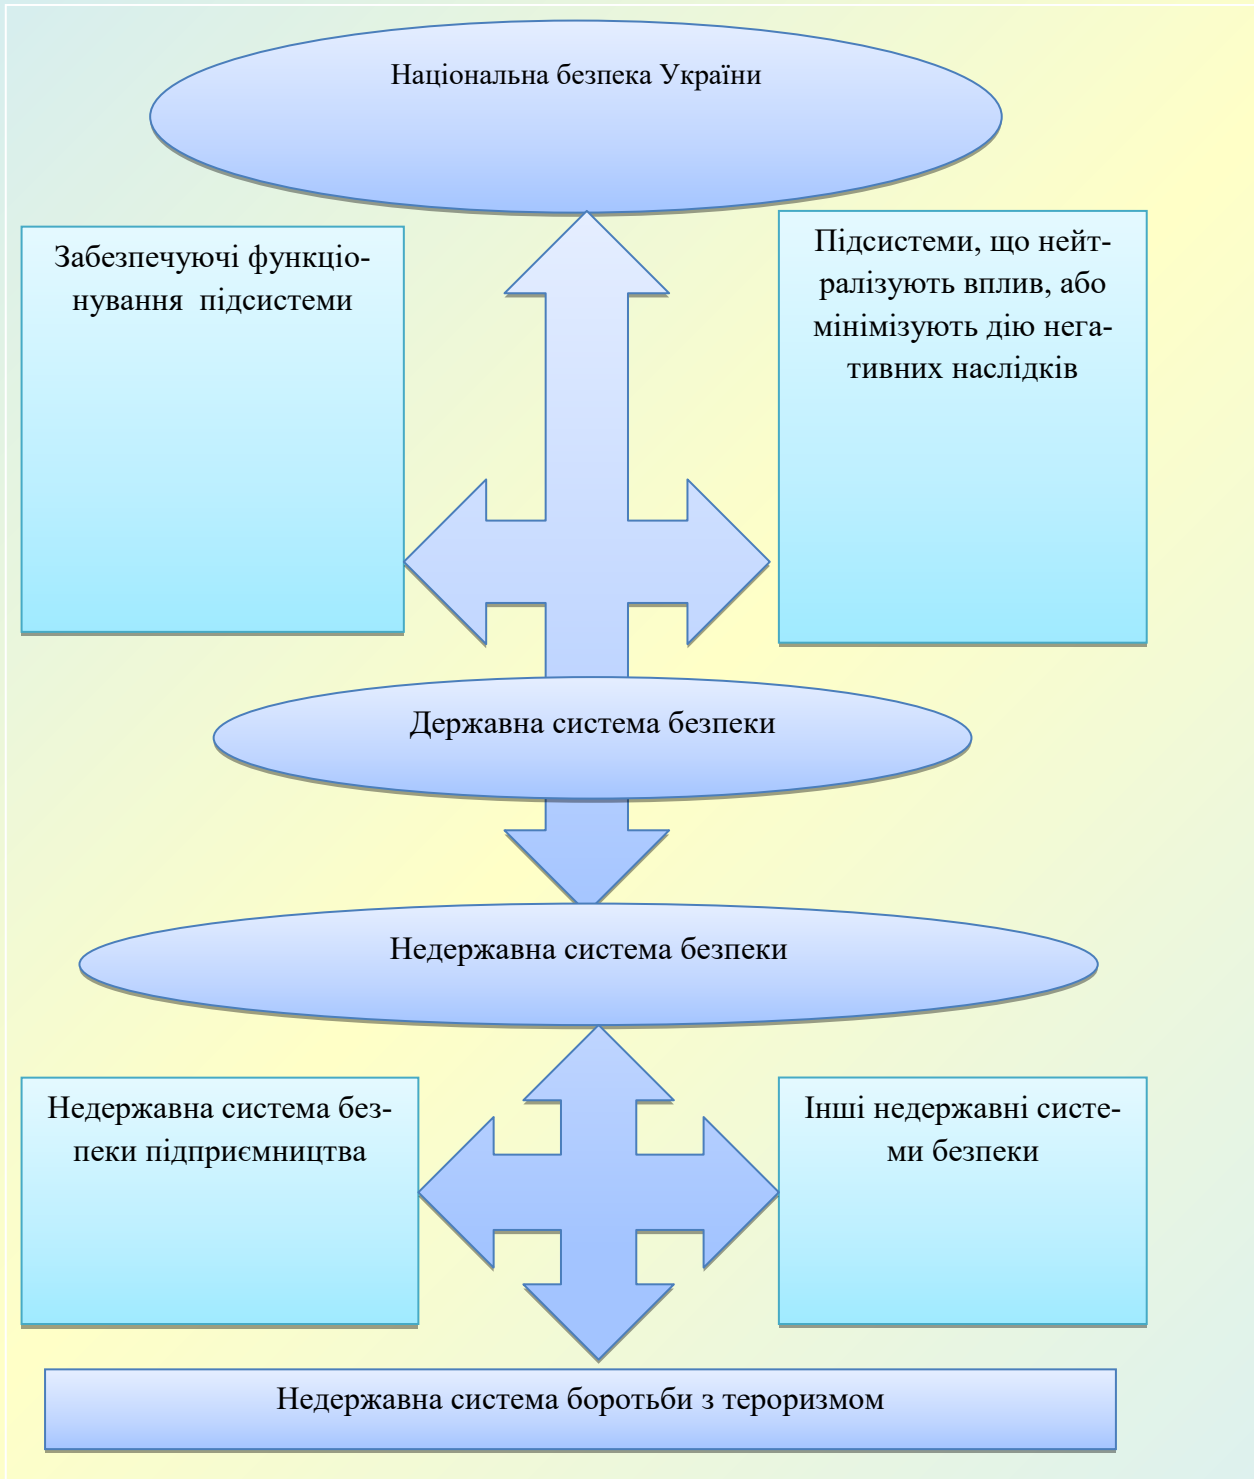 Національна безпека України
Забезпечуючі функціо-
нування  підсистеми
Підсистеми, що нейт-
ралізують вплив, або
мінімізують дію нега-
тивних наслідків
Державна система безпеки
Недержавна система безпеки
Недержавна система без-
пеки підприємництва
Інші недержавні систе-
ми безпеки
Недержавна система боротьби з тероризмом